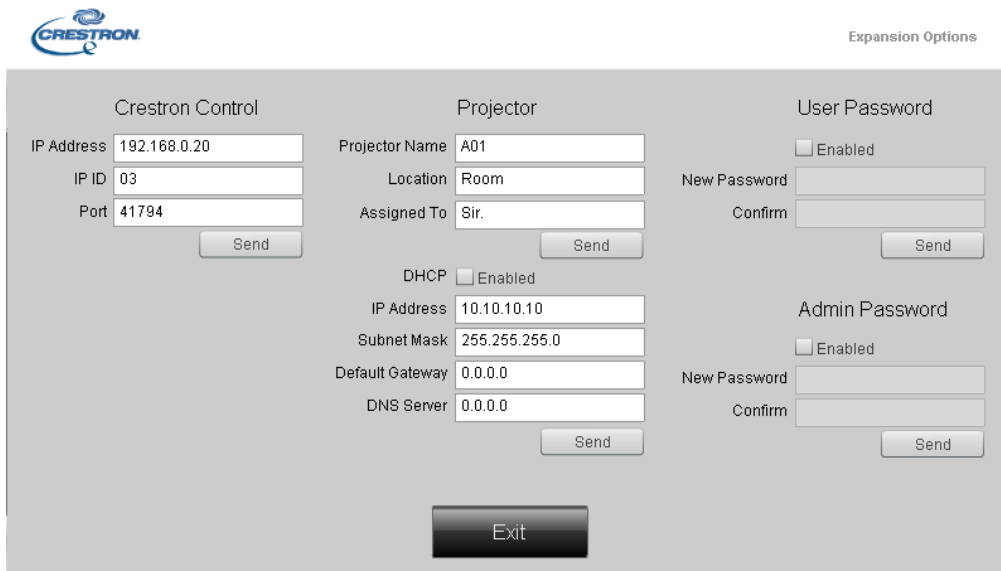 CRESTRON
Expansion Options
Crestron Control
IP Address 192.168.0.20
IP ID 03
Port 41794
Send
Projector
Projector Name A01
Location Room
Assigned To Sir.
Send
DHCP Enabled
IP Address 10.10.10.10
Subnet Mask 255.255.255.0
Default Gateway 0.0.0.0
DNS Server 0.0.0.0
Send
User Password
Enabled
New Password
Confirm
Send
Admin Password
Enabled
New Password
Confirm
Send
Exit